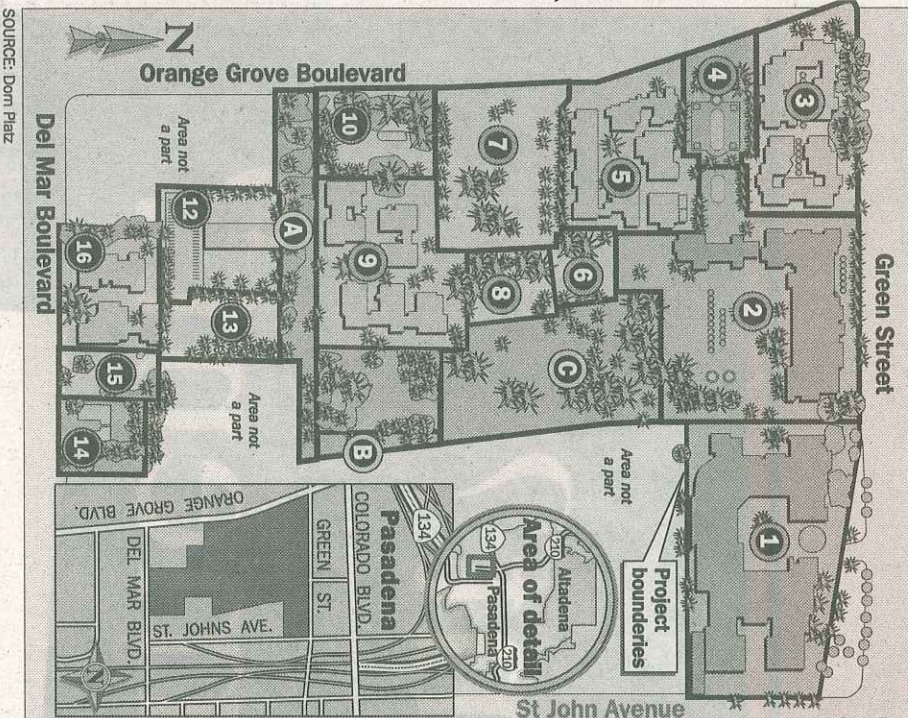 Orange Grove Boulevard
N
Green Street
Del Mar Boulevard
St John Avenue
SOURCE: Dorn Platz
3
4
5
7
10
A
9
8
6
2
C
B
1
12
13
16
15
14
Area not
a part
Area not
a part
Area not
a part
Project
bounderies
Area of detail
210
Altadena
134
Pasadena
210
Pasadena
134
COLORADO BLVD.
GREEN ST.
ORANGE GROVE BLVD.
DEL MAR BLVD.
ST. JOHNS AVE.
N